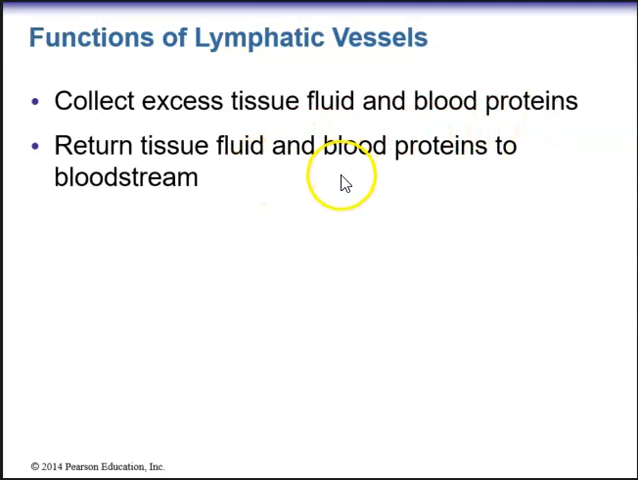 Functions of Lymphatic Vessels
• Collect excess tissue fluid and blood proteins
• Return tissue fluid and blood proteins to
bloodstream
© 2014 Pearson Education, Inc.